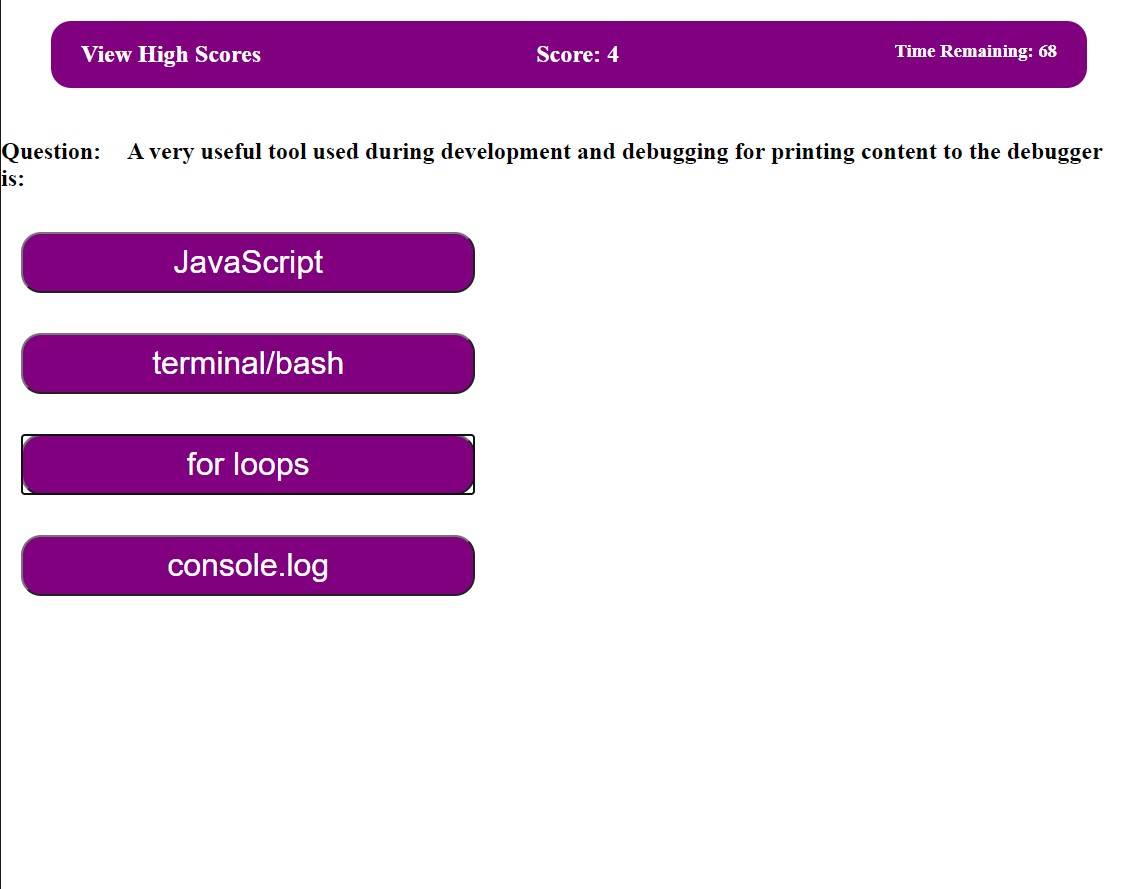 View High Scores
Score: 4
Time Remaining: 68
Question: A very useful tool used during development and debugging for printing content to the debugger
is:
JavaScript
terminal/bash
for loops
console.log